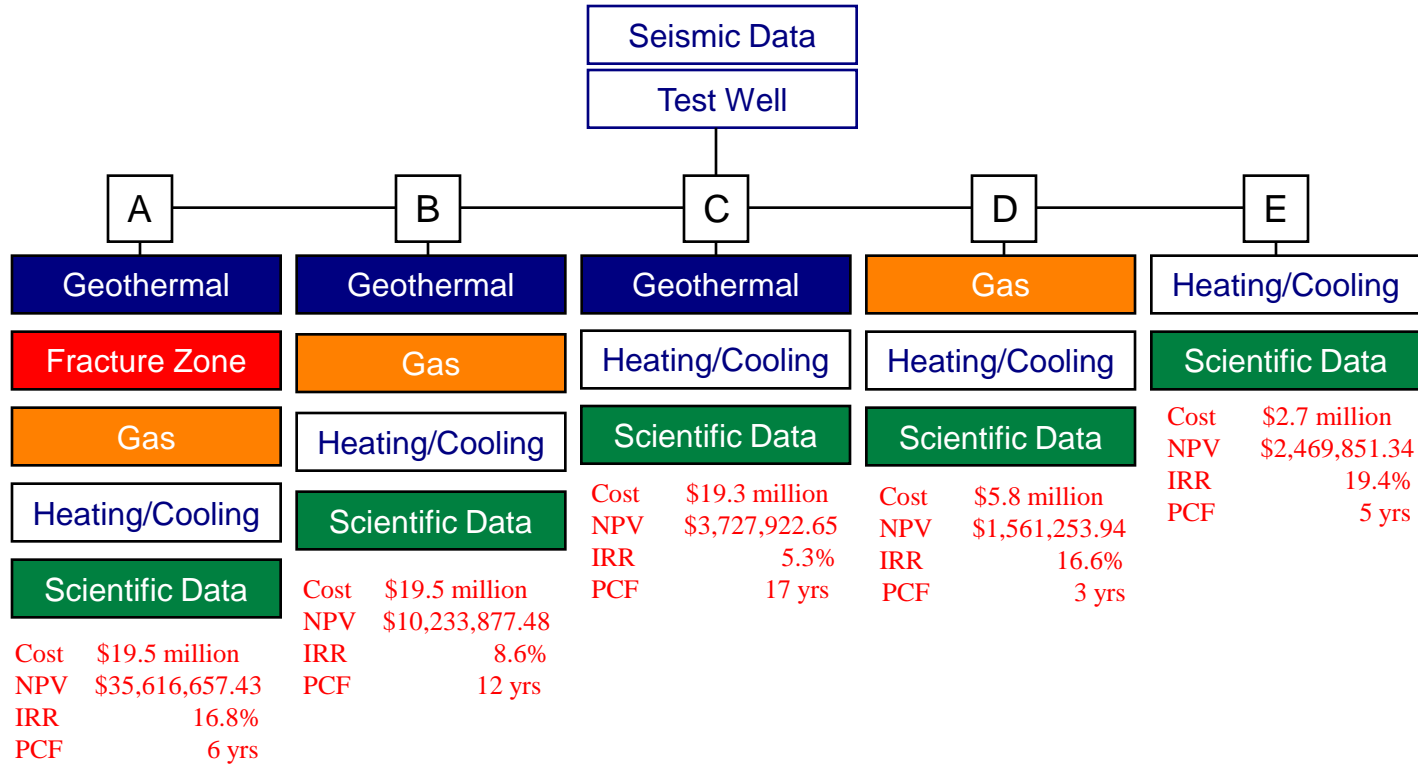 Seismic Data
Test Well
A
B
C
D
E
Geothermal
Fracture Zone
Gas
Heating/Cooling
Scientific Data
Cost $19.5 million
NPV $35,616,657.43
IRR 16.8%
PCF 6 yrs
Geothermal
Gas
Heating/Cooling
Scientific Data
Cost $19.5 million
NPV $10,233,877.48
IRR 8.6%
PCF 12 yrs
Geothermal
Heating/Cooling
Scientific Data
Cost $19.3 million
NPV $3,727,922.65
IRR 5.3%
PCF 17 yrs
Gas
Heating/Cooling
Scientific Data
Cost $5.8 million
NPV $1,561,253.94
IRR 16.6%
PCF 3 yrs
Heating/Cooling
Scientific Data
Cost $2.7 million
NPV $2,469,851.34
IRR 19.4%
PCF 5 yrs